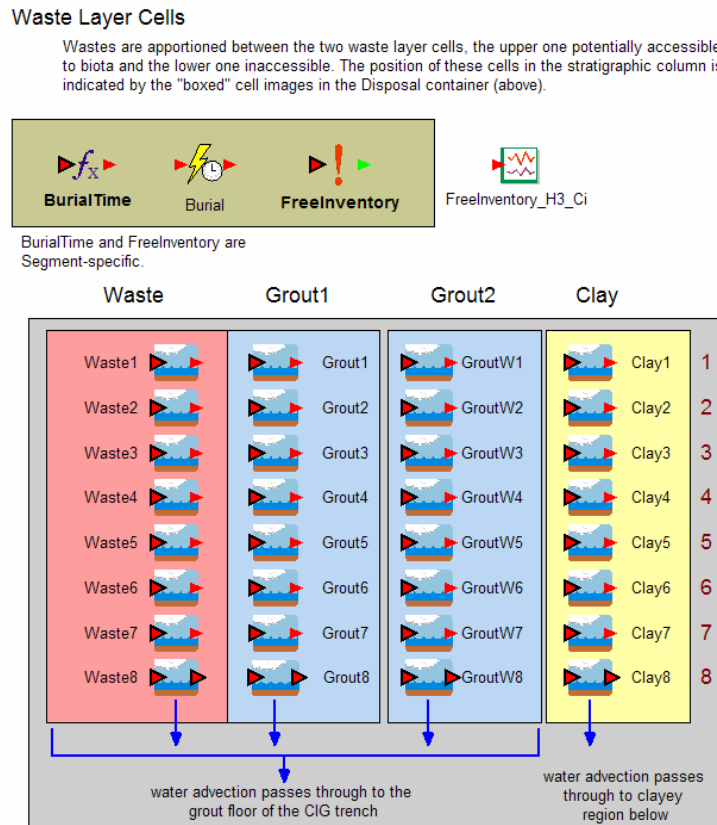 Waste Layer Cells
Wastes are apportioned between the two waste layer cells, the upper one potentially accessible
to biota and the lower one inaccessible. The position of these cells in the stratigraphic column is
indicated by the "boxed" cell images in the Disposal container (above).
fx
BurialTime
Burial
FreeInventory
FreeInventory_H3_Ci
BurialTime and FreeInventory are
Segment-specific.
Waste Grout1 Grout2 Clay
Waste1 Grout1 GroutW1 Clay1 1
Waste2 Grout2 GroutW2 Clay2 2
Waste3 Grout3 GroutW3 Clay3 3
Waste4 Grout4 GroutW4 Clay4 4
Waste5 Grout5 GroutW5 Clay5 5
Waste6 Grout6 GroutW6 Clay6 6
Waste7 Grout7 GroutW7 Clay7 7
Waste8 Grout8 GroutW8 Clay8 8
water advection passes through to the
grout floor of the CIG trench
water advection passes
through to clayey
region below